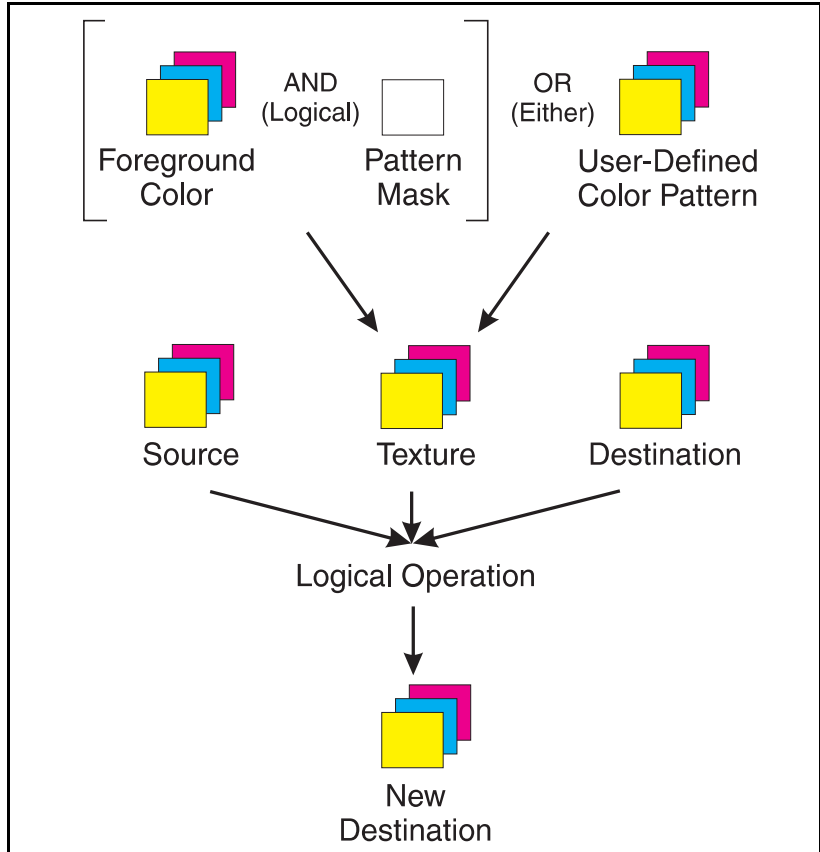 AND
(Logical)
OR
(Either)
Foreground
Color
Pattern
Mask
User-Defined
Color Pattern
Source
Texture
Destination
Logical Operation
New
Destination